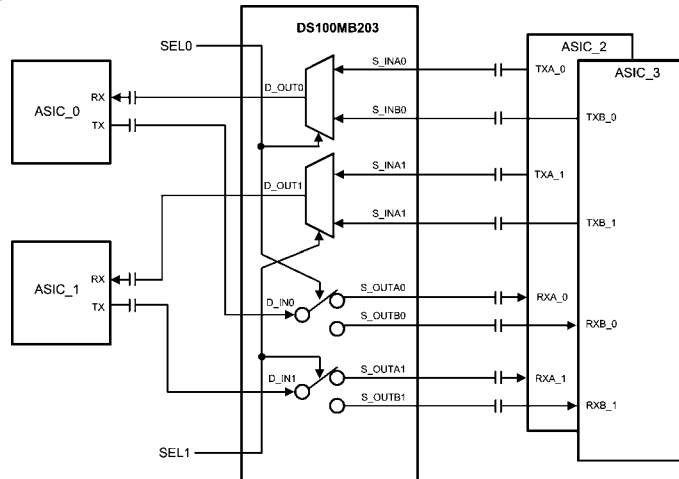 DS100MB203
SEL0
ASIC_2
ASIC_3
S_INA0
TXA_0
D_OUT0
RX
ASIC_0
TX
S_INB0
TXB_0
S_INA1
TXA_1
D_OUT1
S_INA1
TXB_1
RX
ASIC_1
TX
D_IN0
S_OUTA0
RXA_0
S_OUTB0
RXB_0
D_IN1
S_OUTA1
RXA_1
S_OUTB1
RXB_1
SEL1